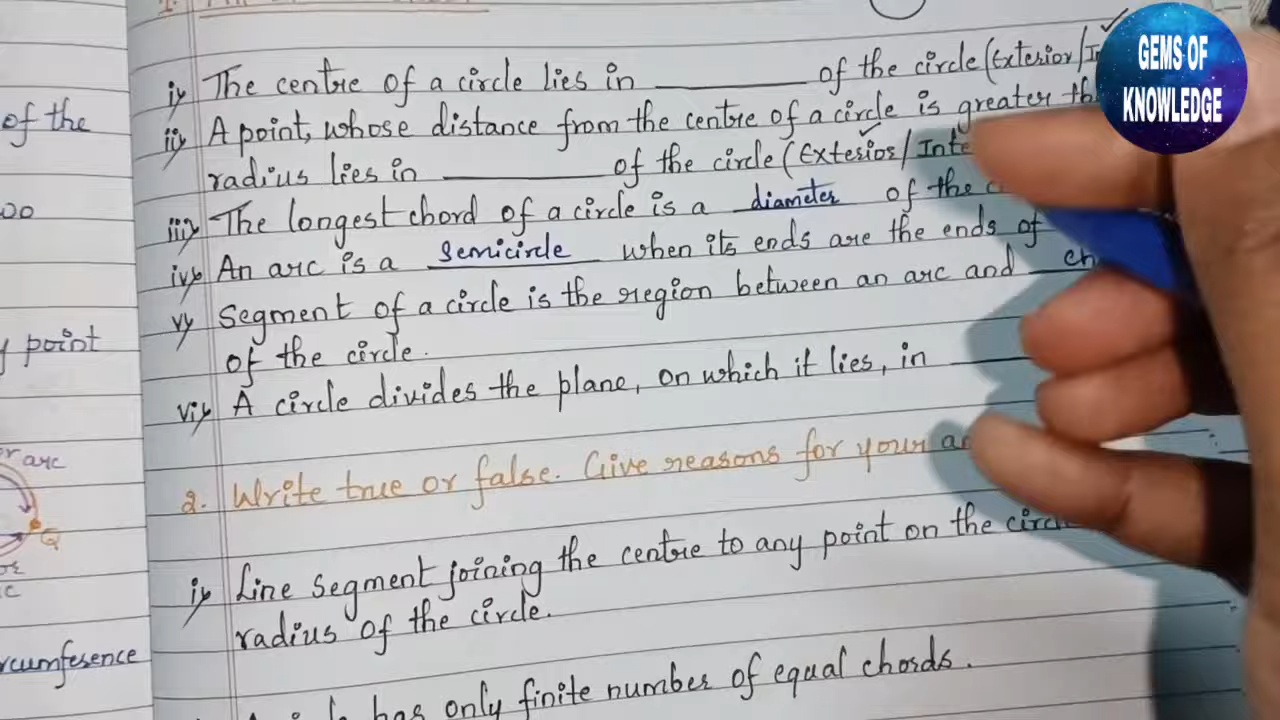 i) The centre of a circle lies in ________ of the circle (Exterior/
ii) A point, whose distance from the centre of a circle is greater
radius lies in ________ of the circle (Exterior/
iii) The longest chord of a circle is a diameter of the
iv) An arc is a semicircle when its ends are the ends of
v) Segment of a circle is the region between an arc and
of the circle.
vi) A circle divides the plane, on which it lies, in ________
2. Write true or false. Give reasons for your
i) Line segment joining the centre to any point on the
radius of the circle.
has only finite number of equal chords.
of the
point
arc
Q
GEMS OF
KNOWLEDGE